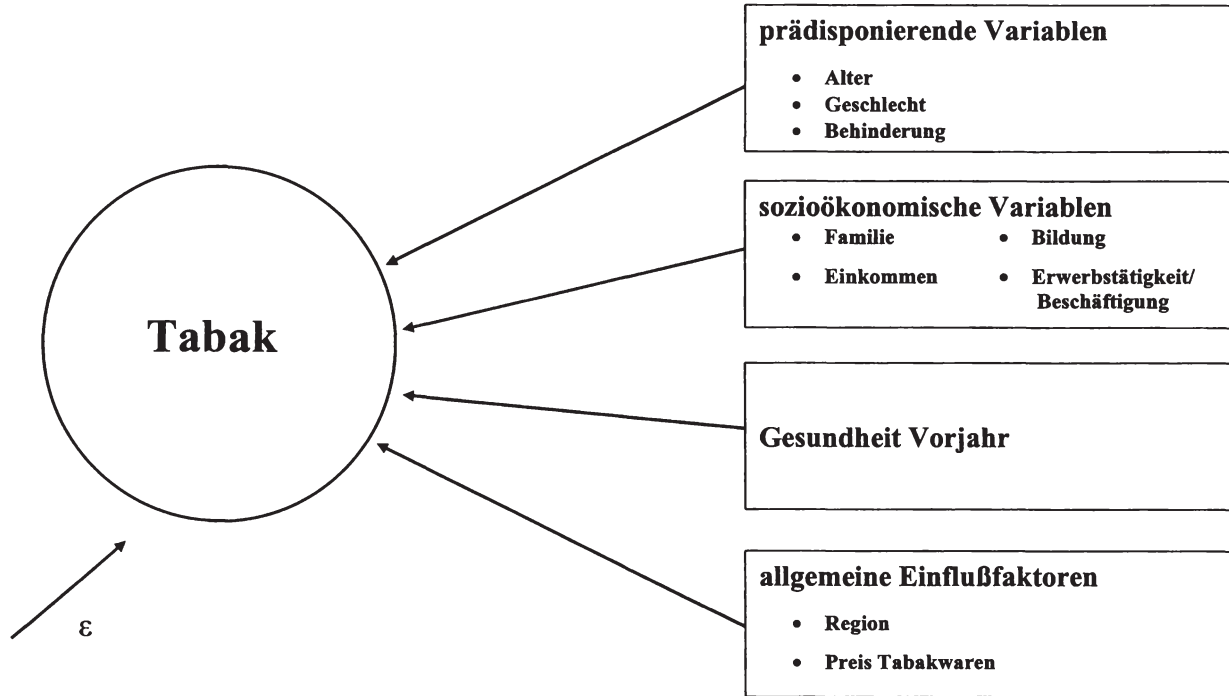 prädisponierende Variablen
• Alter
• Geschlecht
• Behinderung
sozioökonomische Variablen
• Familie
• Bildung
• Einkommen
• Erwerbstätigkeit/
Beschäftigung
Tabak
Gesundheit Vorjahr
allgemeine Einflußfaktoren
• Region
• Preis Tabakwaren
ε